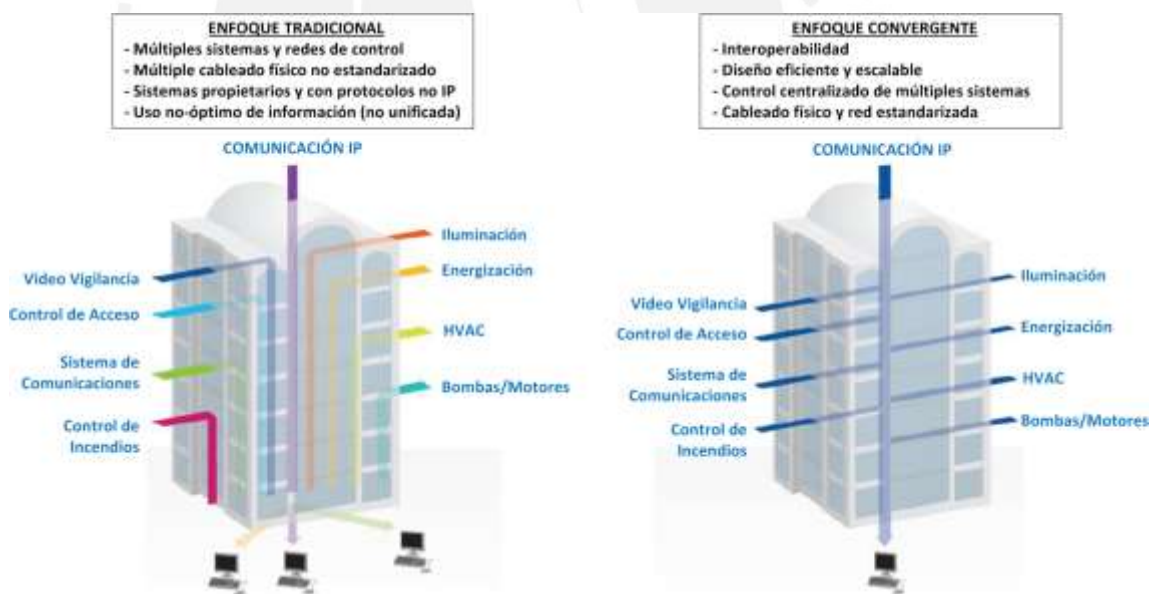 ENFOQUE TRADICIONAL
- Múltiples sistemas y redes de control
- Múltiple cableado físico no estandarizado
- Sistemas propietarios y con protocolos no IP
- Uso no-óptimo de información (no unificada)
COMUNICACIÓN IP
Iluminación
Energización
HVAC
Bombas/Motores
Video Vigilancia
Control de Acceso
Sistema de
Comunicaciones
Control de
Incendios
ENFOQUE CONVERGENTE
- Interoperabilidad
- Diseño eficiente y escalable
- Control centralizado de múltiples sistemas
- Cableado físico y red estandarizada
COMUNICACIÓN IP
Iluminación
Energización
HVAC
Bombas/Motores
Video Vigilancia
Control de Acceso
Sistema de
Comunicaciones
Control de
Incendios